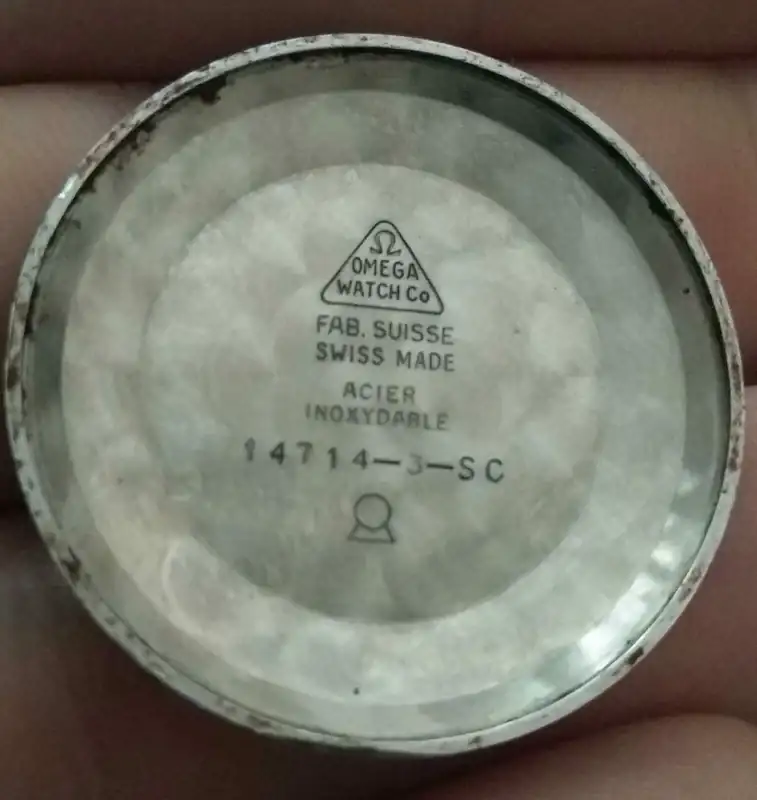 Ω
OMEGA
WATCH Co
FAB. SUISSE
SWISS MADE
ACIER
INOXYDABLE
14714-3-SC